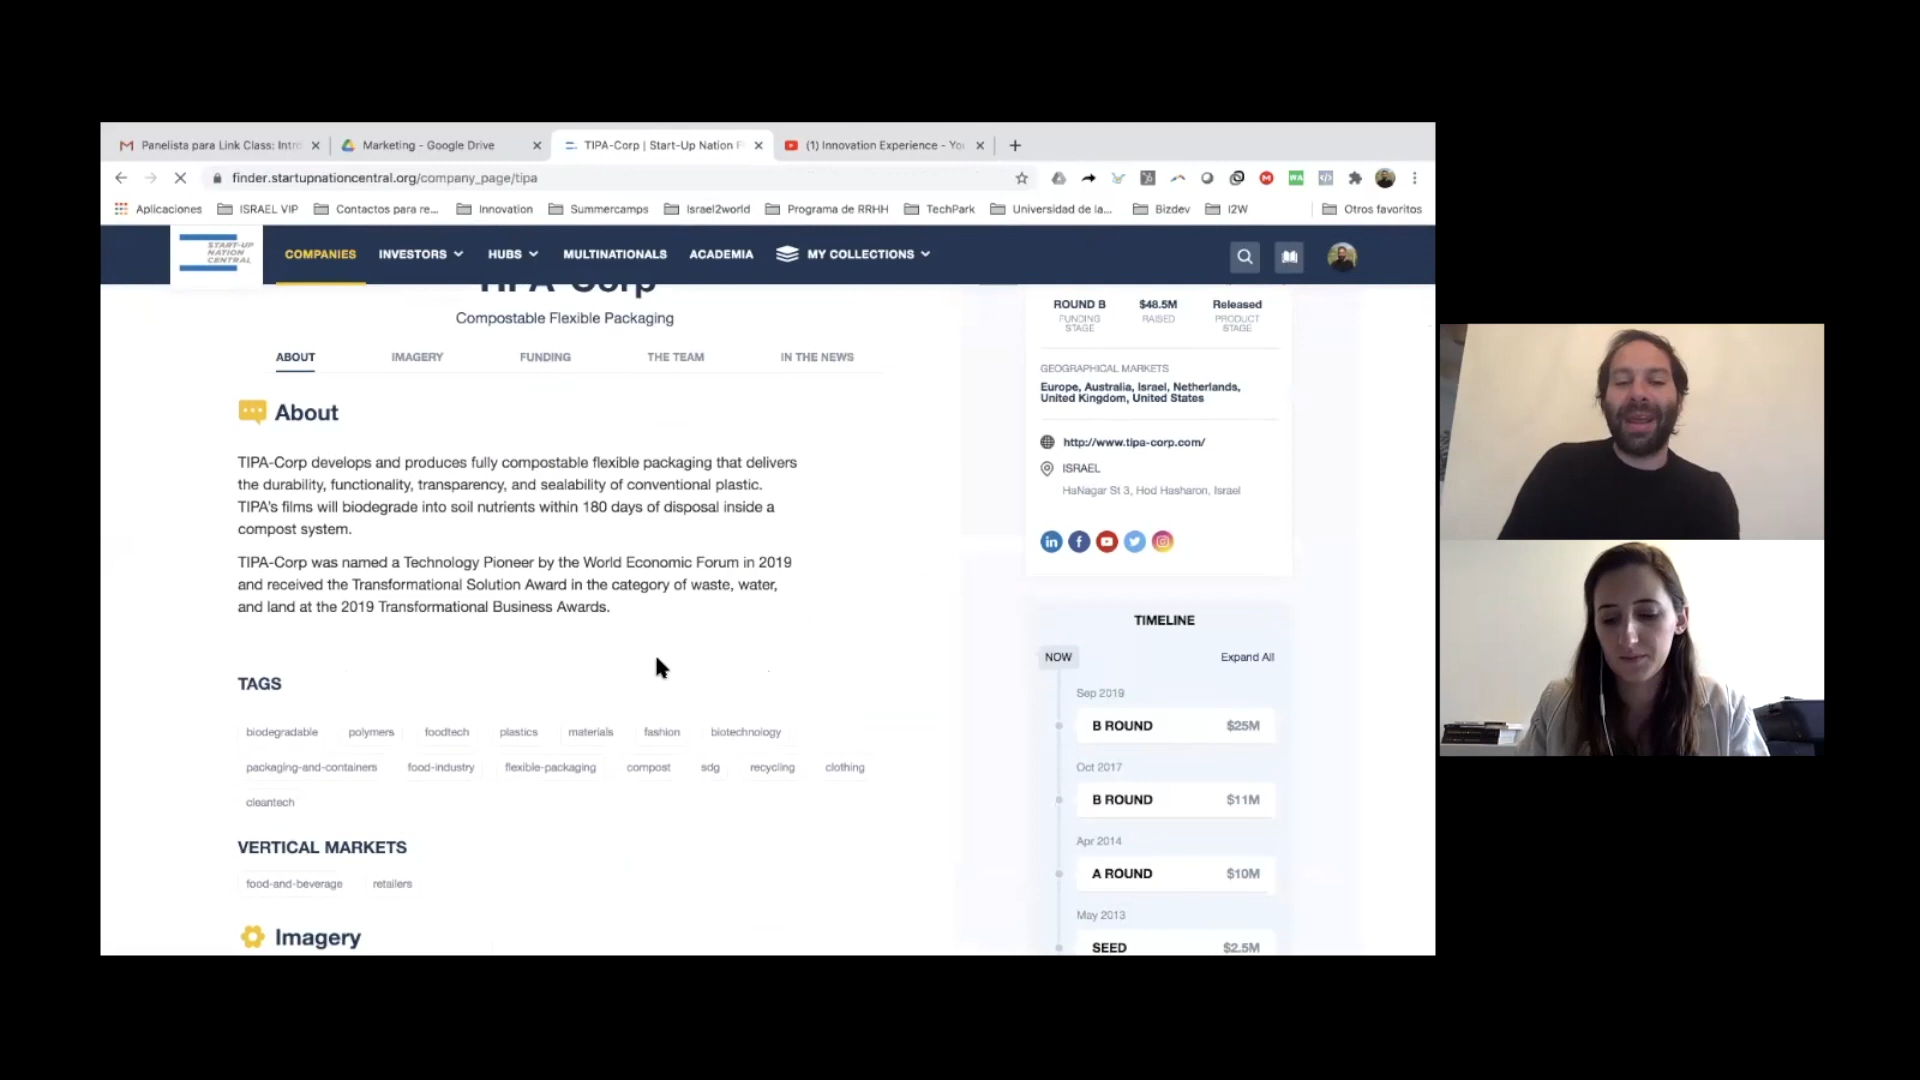 Panelista para Link Class: Intro
Marketing - Google Drive
TIPA-Corp | Start-Up Nation F
(1) Innovation Experience - You
finder.startupnationcentral.org/company_page/tipa
Aplicaciones
ISRAEL VIP
Contactos para re...
Innovation
Summercamps
Israel2world
Programa de RRHH
TechPark
Universidad de la...
Bizdev
I2W
Otros favoritos
START-UP
NATION
CENTRAL
COMPANIES
INVESTORS
HUBS
MULTINATIONALS
ACADEMIA
MY COLLECTIONS
TIPA-Corp
Compostable Flexible Packaging
ABOUT
IMAGERY
FUNDING
THE TEAM
IN THE NEWS
About
TIPA-Corp develops and produces fully compostable flexible packaging that delivers
the durability, functionality, transparency, and sealability of conventional plastic.
TIPA's films will biodegrade into soil nutrients within 180 days of disposal inside a
compost system.
TIPA-Corp was named a Technology Pioneer by the World Economic Forum in 2019
and received the Transformational Solution Award in the category of waste, water,
and land at the 2019 Transformational Business Awards.
TAGS
biodegradable
polymers
foodtech
plastics
materials
fashion
biotechnology
packaging-and-containers
food-industry
flexible-packaging
compost
sdg
recycling
clothing
cleantech
VERTICAL MARKETS
food-and-beverage
retailers
Imagery
ROUND B
FUNDING
STAGE
$48.5M
RAISED
Released
PRODUCT
STAGE
GEOGRAPHICAL MARKETS
Europe, Australia, Israel, Netherlands,
United Kingdom, United States
http://www.tipa-corp.com/
ISRAEL
HaNagar St 3, Hod Hasharon, Israel
TIMELINE
NOW
Expand All
Sep 2019
B ROUND $25M
Oct 2017
B ROUND $11M
Apr 2014
A ROUND $10M
May 2013
SEED $2.5M